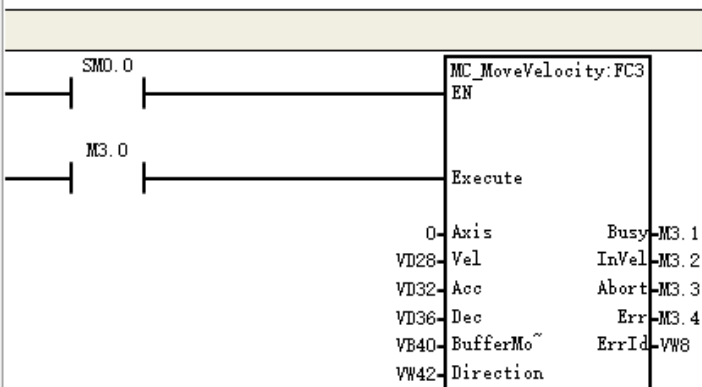 SM0.0
MC_MoveVelocity:FC3
EN
M3.0
Execute
0 Axis Busy M3.1
VD28 Vel InVel M3.2
VD32 Acc Abort M3.3
VD36 Dec Err M3.4
VB40 BufferMo~ ErrId VW8
VW42 Direction